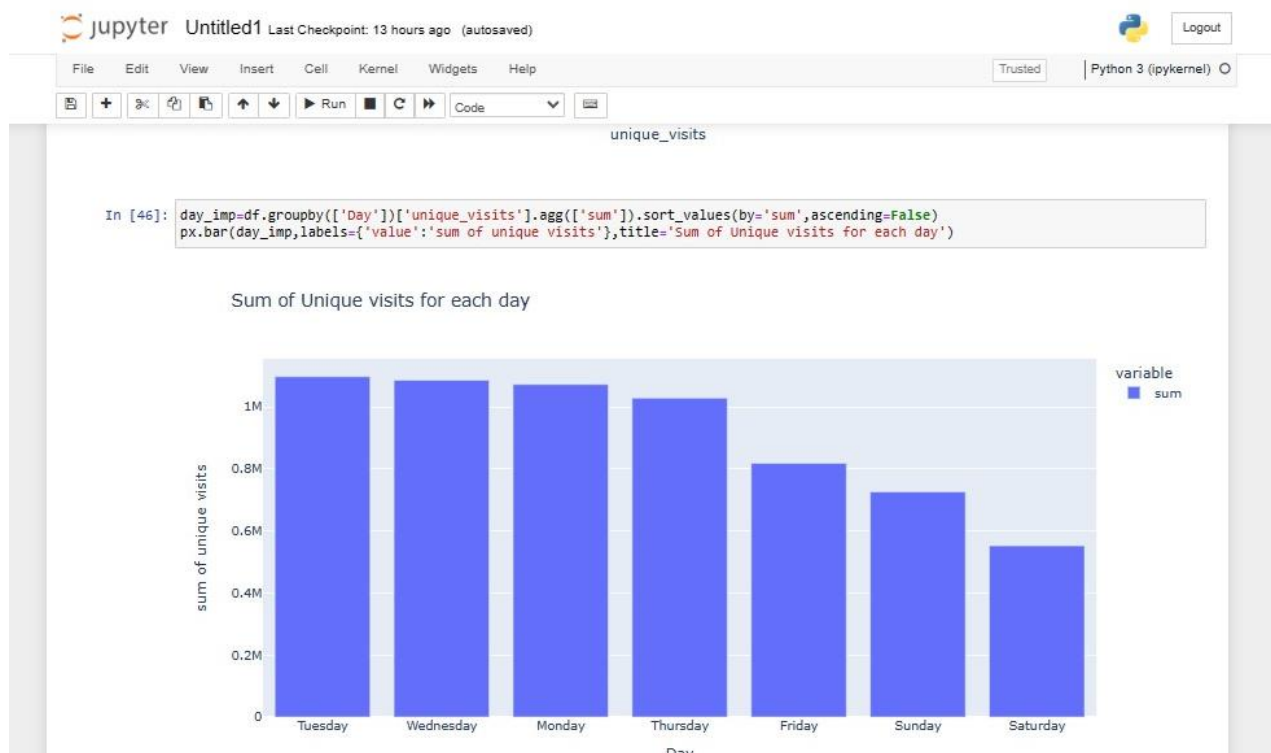 jupyter Untitled1 Last Checkpoint: 13 hours ago (autosaved)
Logout
File Edit View Insert Cell Kernel Widgets Help
Trusted
Python 3 (ipykernel)
Run
Code
unique_visits
In [46]:
day_imp=df.groupby(['Day'])['unique_visits'].agg(['sum']).sort_values(by='sum',ascending=False)
px.bar(day_imp,labels={'value':'sum of unique visits'},title='Sum of Unique visits for each day')
Sum of Unique visits for each day
variable
sum
1M
0.8M
0.6M
0.4M
0.2M
0
sum of unique visits
Tuesday Wednesday Monday Thursday Friday Sunday Saturday
Day